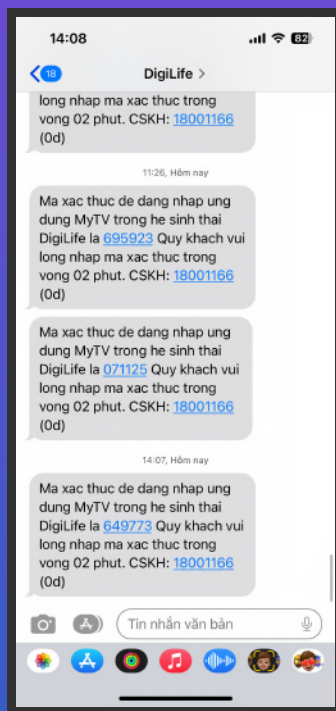 14:08
82
18
DigiLife >
long nhap ma xac thuc trong
vong 02 phut. CSKH: 18001166
(0d)
11:26, Hôm nay
Ma xac thuc de dang nhap ung
dung MyTV trong he sinh thai
DigiLife la 695923 Quy khach vui
long nhap ma xac thuc trong
vong 02 phut. CSKH: 18001166
(0d)
Ma xac thuc de dang nhap ung
dung MyTV trong he sinh thai
DigiLife la 071125 Quy khach vui
long nhap ma xac thuc trong
vong 02 phut. CSKH: 18001166
(0d)
14:07, Hôm nay
Ma xac thuc de dang nhap ung
dung MyTV trong he sinh thai
DigiLife la 649773 Quy khach vui
long nhap ma xac thuc trong
vong 02 phut. CSKH: 18001166
(0d)
Tin nhắn văn bản